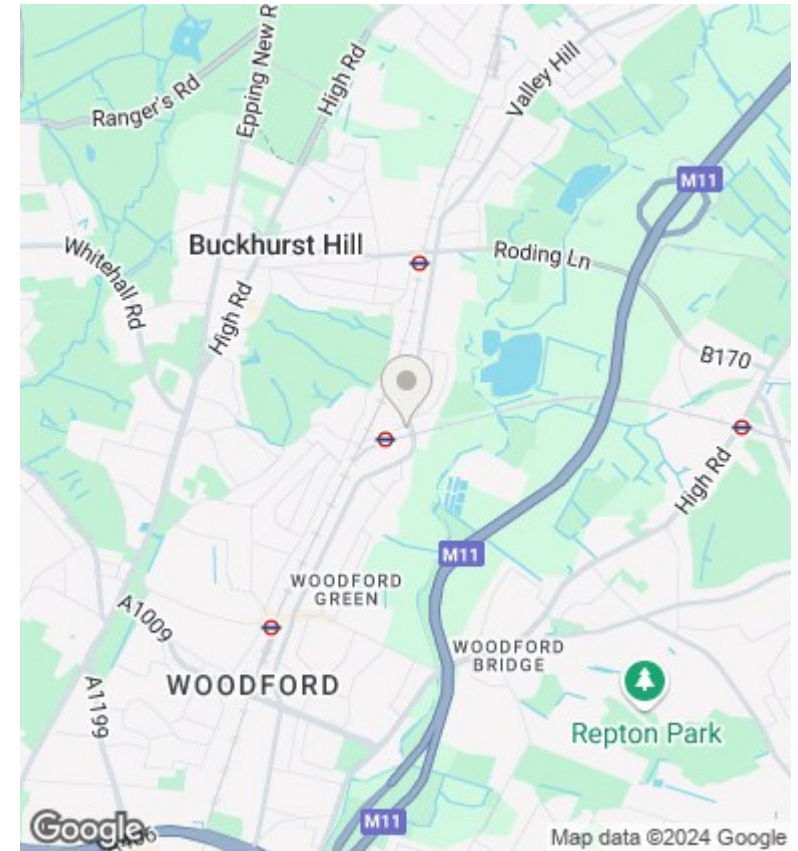 Epping New R
High Rd
Valley Hill
Ranger's Rd
M11
Buckhurst Hill
Roding Ln
Whitehall Rd
High Rd
B170
High Rd
M11
WOODFORD
GREEN
A1009
WOODFORD
BRIDGE
WOODFORD
A1199
Repton Park
M11
Google
Map data ©2024 Google